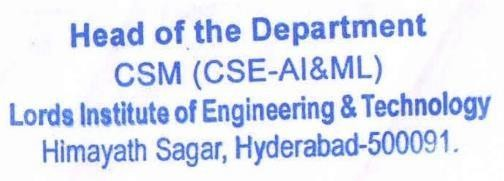 Head of the Department
CSM (CSE-AI&ML)
Lords Institute of Engineering & Technology
Himayath Sagar, Hyderabad-500091.